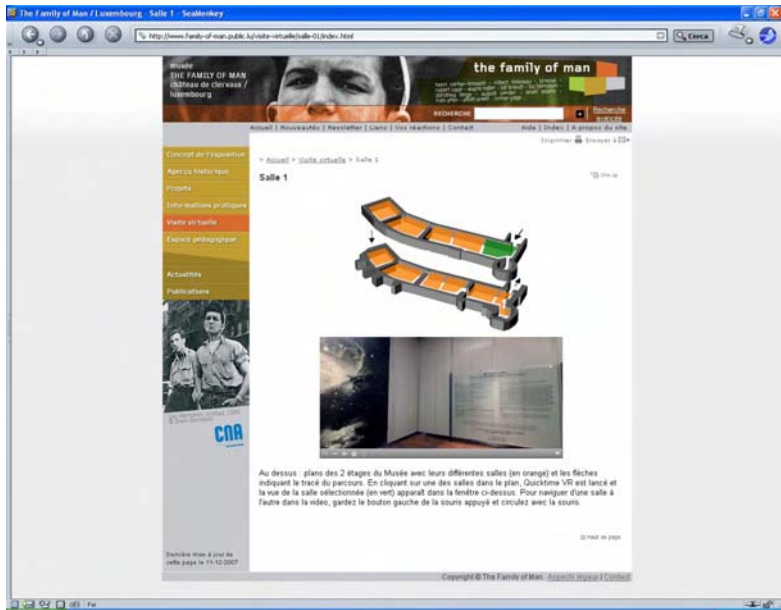 The Family of Man / Luxembourg - Salle 1 - SeaMonkey
http://www.family-of-man.public.lu/visite-virtuelle/salle-01/index.html
Cerca
musée
THE FAMILY OF MAN
château de clervaux /
luxembourg
the family of man
RECHERCHE
Recherche
avancée
Accueil | Nouveautés | Newsletter | Liens | Vos réactions | Contact
Aide | Index | A propos du site
Imprimer
Envoyer à
Concept de l'exposition
Aperçu historique
Projets
Informations pratiques
Visite virtuelle
Espace pédagogique
Actualités
Publications
> Accueil > Visite virtuelle > Salle 1
Salle 1
CNA
Au dessus : plans des 2 étages du Musée avec leurs différentes salles (en orange) et les flèches
indiquant le tracé du parcours. En cliquant sur une des salles dans le plan, Quicktime VR est lancé et
la vue de la salle sélectionnée (en vert) apparaît dans la fenêtre ci-dessus. Pour naviguer d'une salle à
l'autre dans la video, gardez le bouton gauche de la souris appuyé et circulez avec la souris.
Haut de page
Dernière mise à jour de
cette page le 11-12-2007
Copyright © The Family of Man
Aspects légaux | Contact